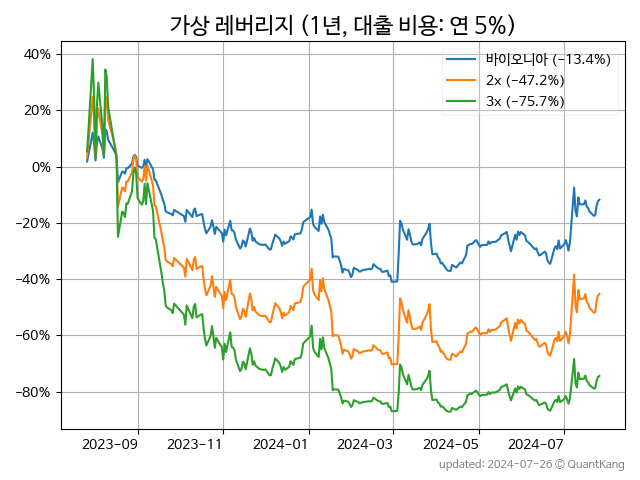 가상 레버리지 (1년, 대출 비용: 연 5%)
바이오니아 (−13.4%)
2x (−47.2%)
3x (−75.7%)
40%
20%
0%
−20%
−40%
−60%
−80%
2023-09 2023-11 2024-01 2024-03 2024-05 2024-07
updated: 2024-07-26 © QuantKang